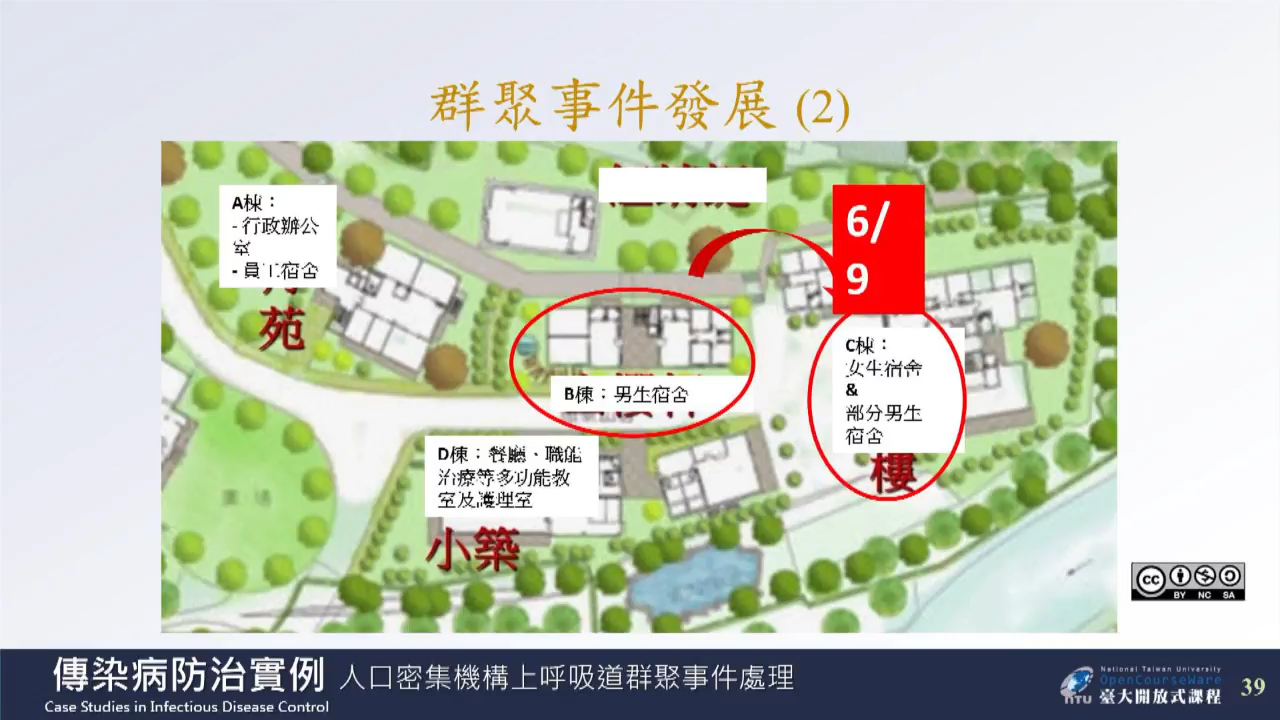 群聚事件發展 (2)
A棟：
- 行政辦公
室
- 員工宿舍
苑
6/
9
C棟：
女生宿舍
&
部分男生
宿舍
樓
B棟：男生宿舍
D棟：餐廳、職能
治療等多功能教
室及護理室
小築
CC BY NC SA
傳染病防治實例 人口密集機構上呼吸道群聚事件處理
Case Studies in Infectious Disease Control
National Taiwan University
OpenCourseWare
NTU 臺大開放式課程
39